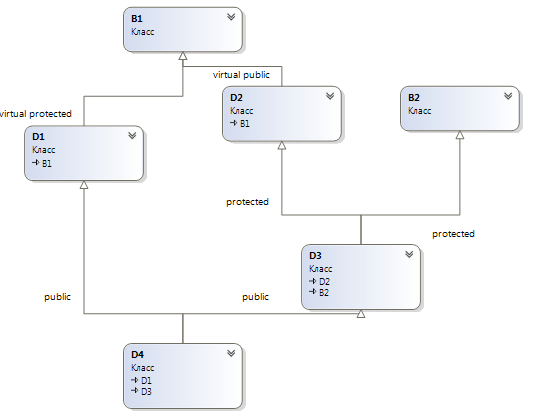 B1
Класс
virtual public
D2
Класс
B1
B2
Класс
virtual protected
D1
Класс
B1
protected
protected
D3
Класс
D2
B2
public
public
D4
Класс
D1
D3